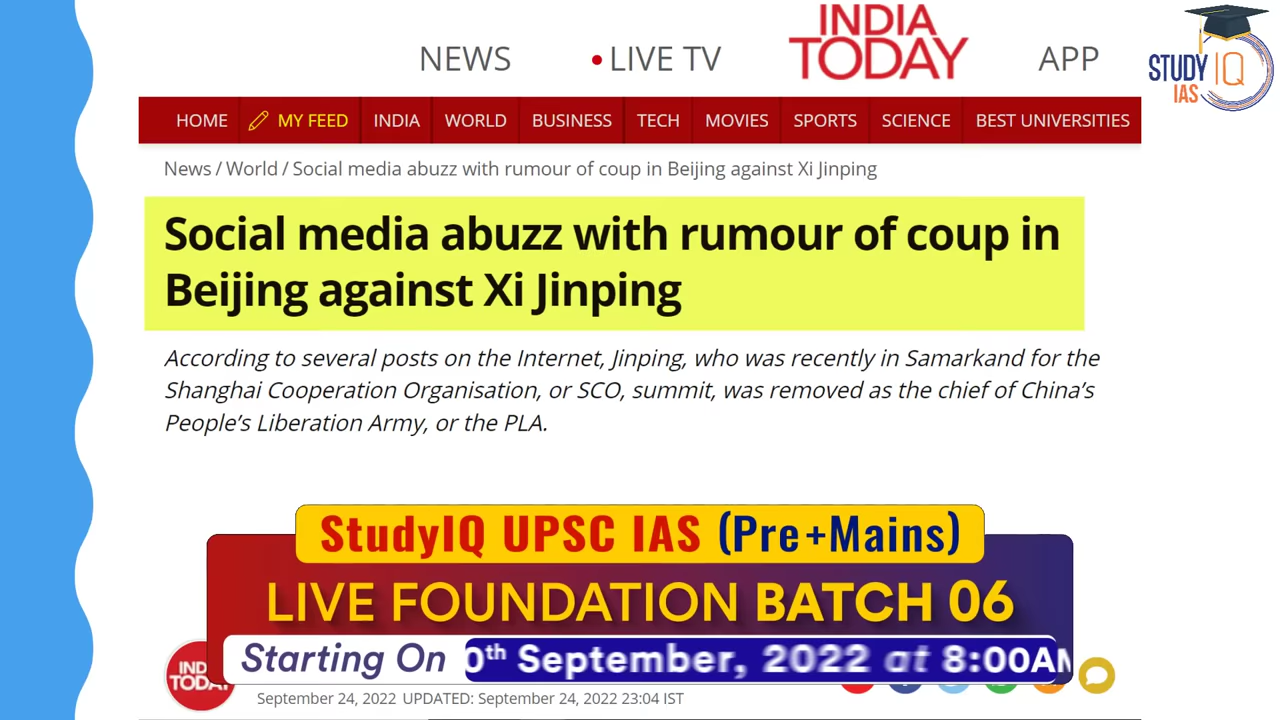 INDIA
TODAY
NEWS
LIVE TV
APP
STUDY IQ
IAS
HOME
MY FEED
INDIA
WORLD
BUSINESS
TECH
MOVIES
SPORTS
SCIENCE
BEST UNIVERSITIES
News / World / Social media abuzz with rumour of coup in Beijing against Xi Jinping
Social media abuzz with rumour of coup in
Beijing against Xi Jinping
According to several posts on the Internet, Jinping, who was recently in Samarkand for the
Shanghai Cooperation Organisation, or SCO, summit, was removed as the chief of China's
People's Liberation Army, or the PLA.
StudyIQ UPSC IAS (Pre+Mains)
LIVE FOUNDATION BATCH 06
Starting On
0th September, 2022 at 8:00AM
IND
TODAY
September 24, 2022 UPDATED: September 24, 2022 23:04 IST